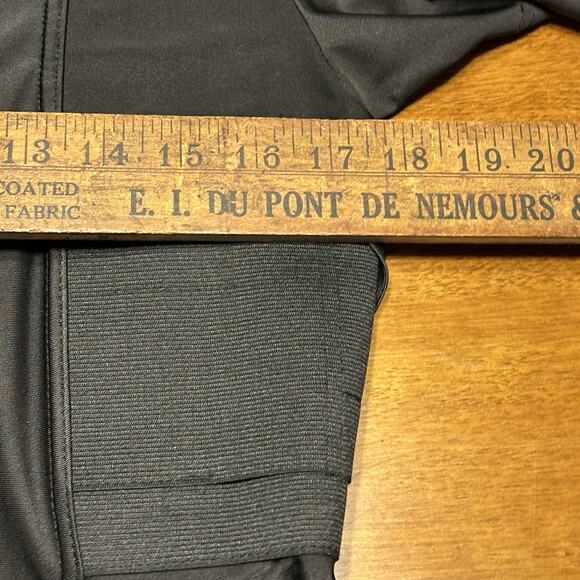 13 14 15 16 17 18 19 20
COATED
FABRIC
E. I. DU PONT DE NEMOURS &